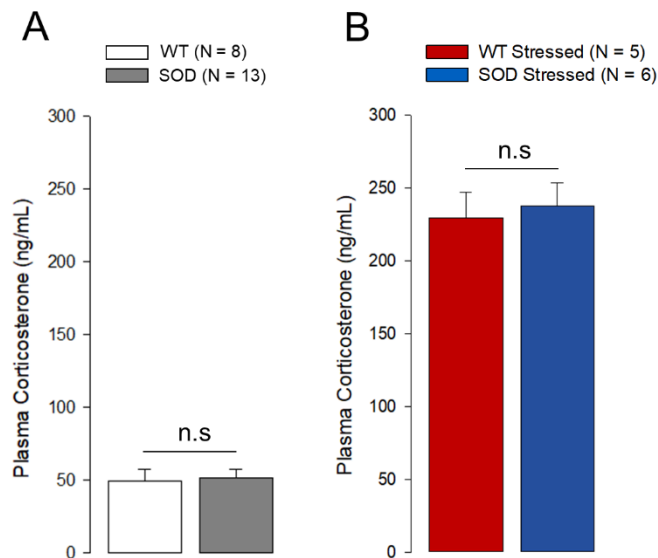 A
WT (N = 8)
SOD (N = 13)
300
250
200
150
100
50
0
Plasma Corticosterone (ng/mL)
n.s
B
WT Stressed (N = 5)
SOD Stressed (N = 6)
300
250
200
150
100
50
0
Plasma Corticosterone (ng/mL)
n.s